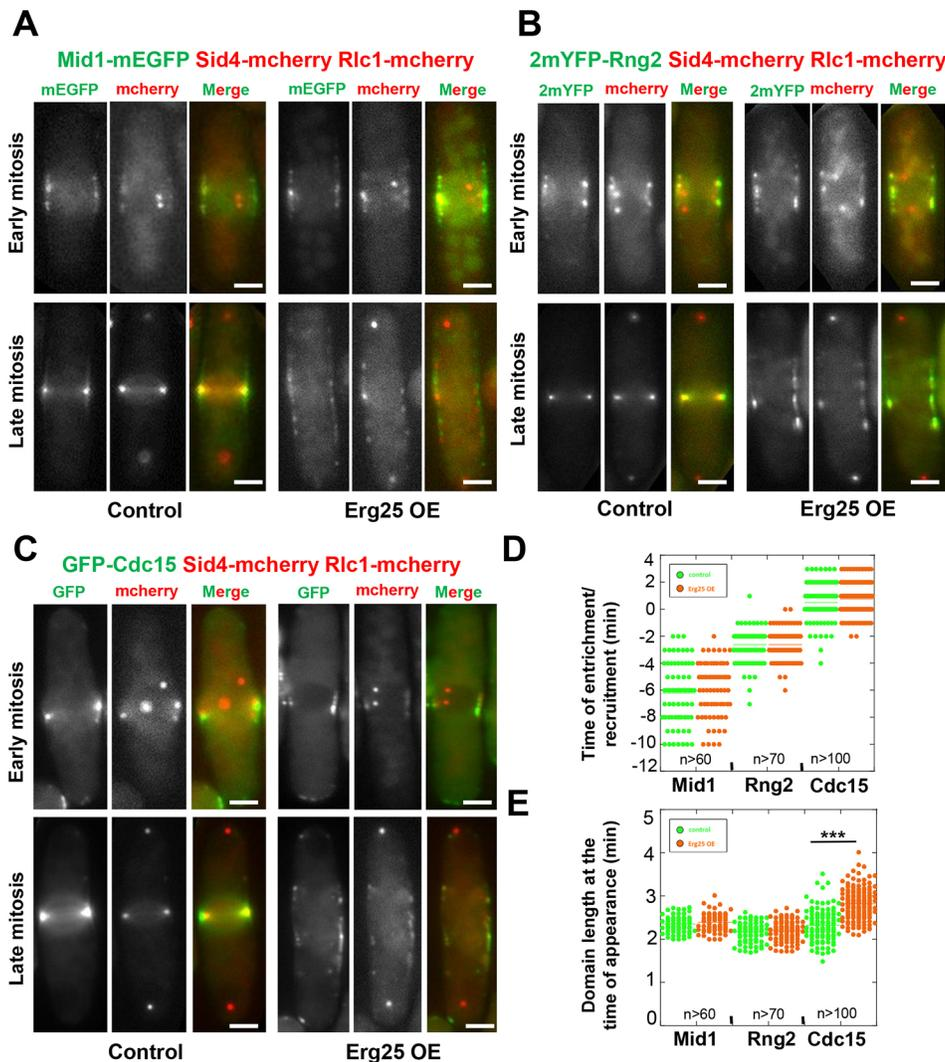 A
Mid1-mEGFP Sid4-mcherry Rlc1-mcherry
mEGFP mcherry Merge mEGFP mcherry Merge
Early mitosis
Late mitosis
Control Erg25 OE
B
2mYFP-Rng2 Sid4-mcherry Rlc1-mcherry
2mYFP mcherry Merge 2mYFP mcherry Merge
Early mitosis
Late mitosis
Control Erg25 OE
C
GFP-Cdc15 Sid4-mcherry Rlc1-mcherry
GFP mcherry Merge GFP mcherry Merge
Early mitosis
Late mitosis
Control Erg25 OE
D
Time of entrichment/
recruitment (min)
4
2
0
-2
-4
-6
-8
-10
-12
control
Erg25 OE
n>60 n>70 n>100
Mid1 Rng2 Cdc15
E
Domain length at the
time of appearance (min)
5
4
3
2
1
0
control
Erg25 OE
***
n>60 n>70 n>100
Mid1 Rng2 Cdc15